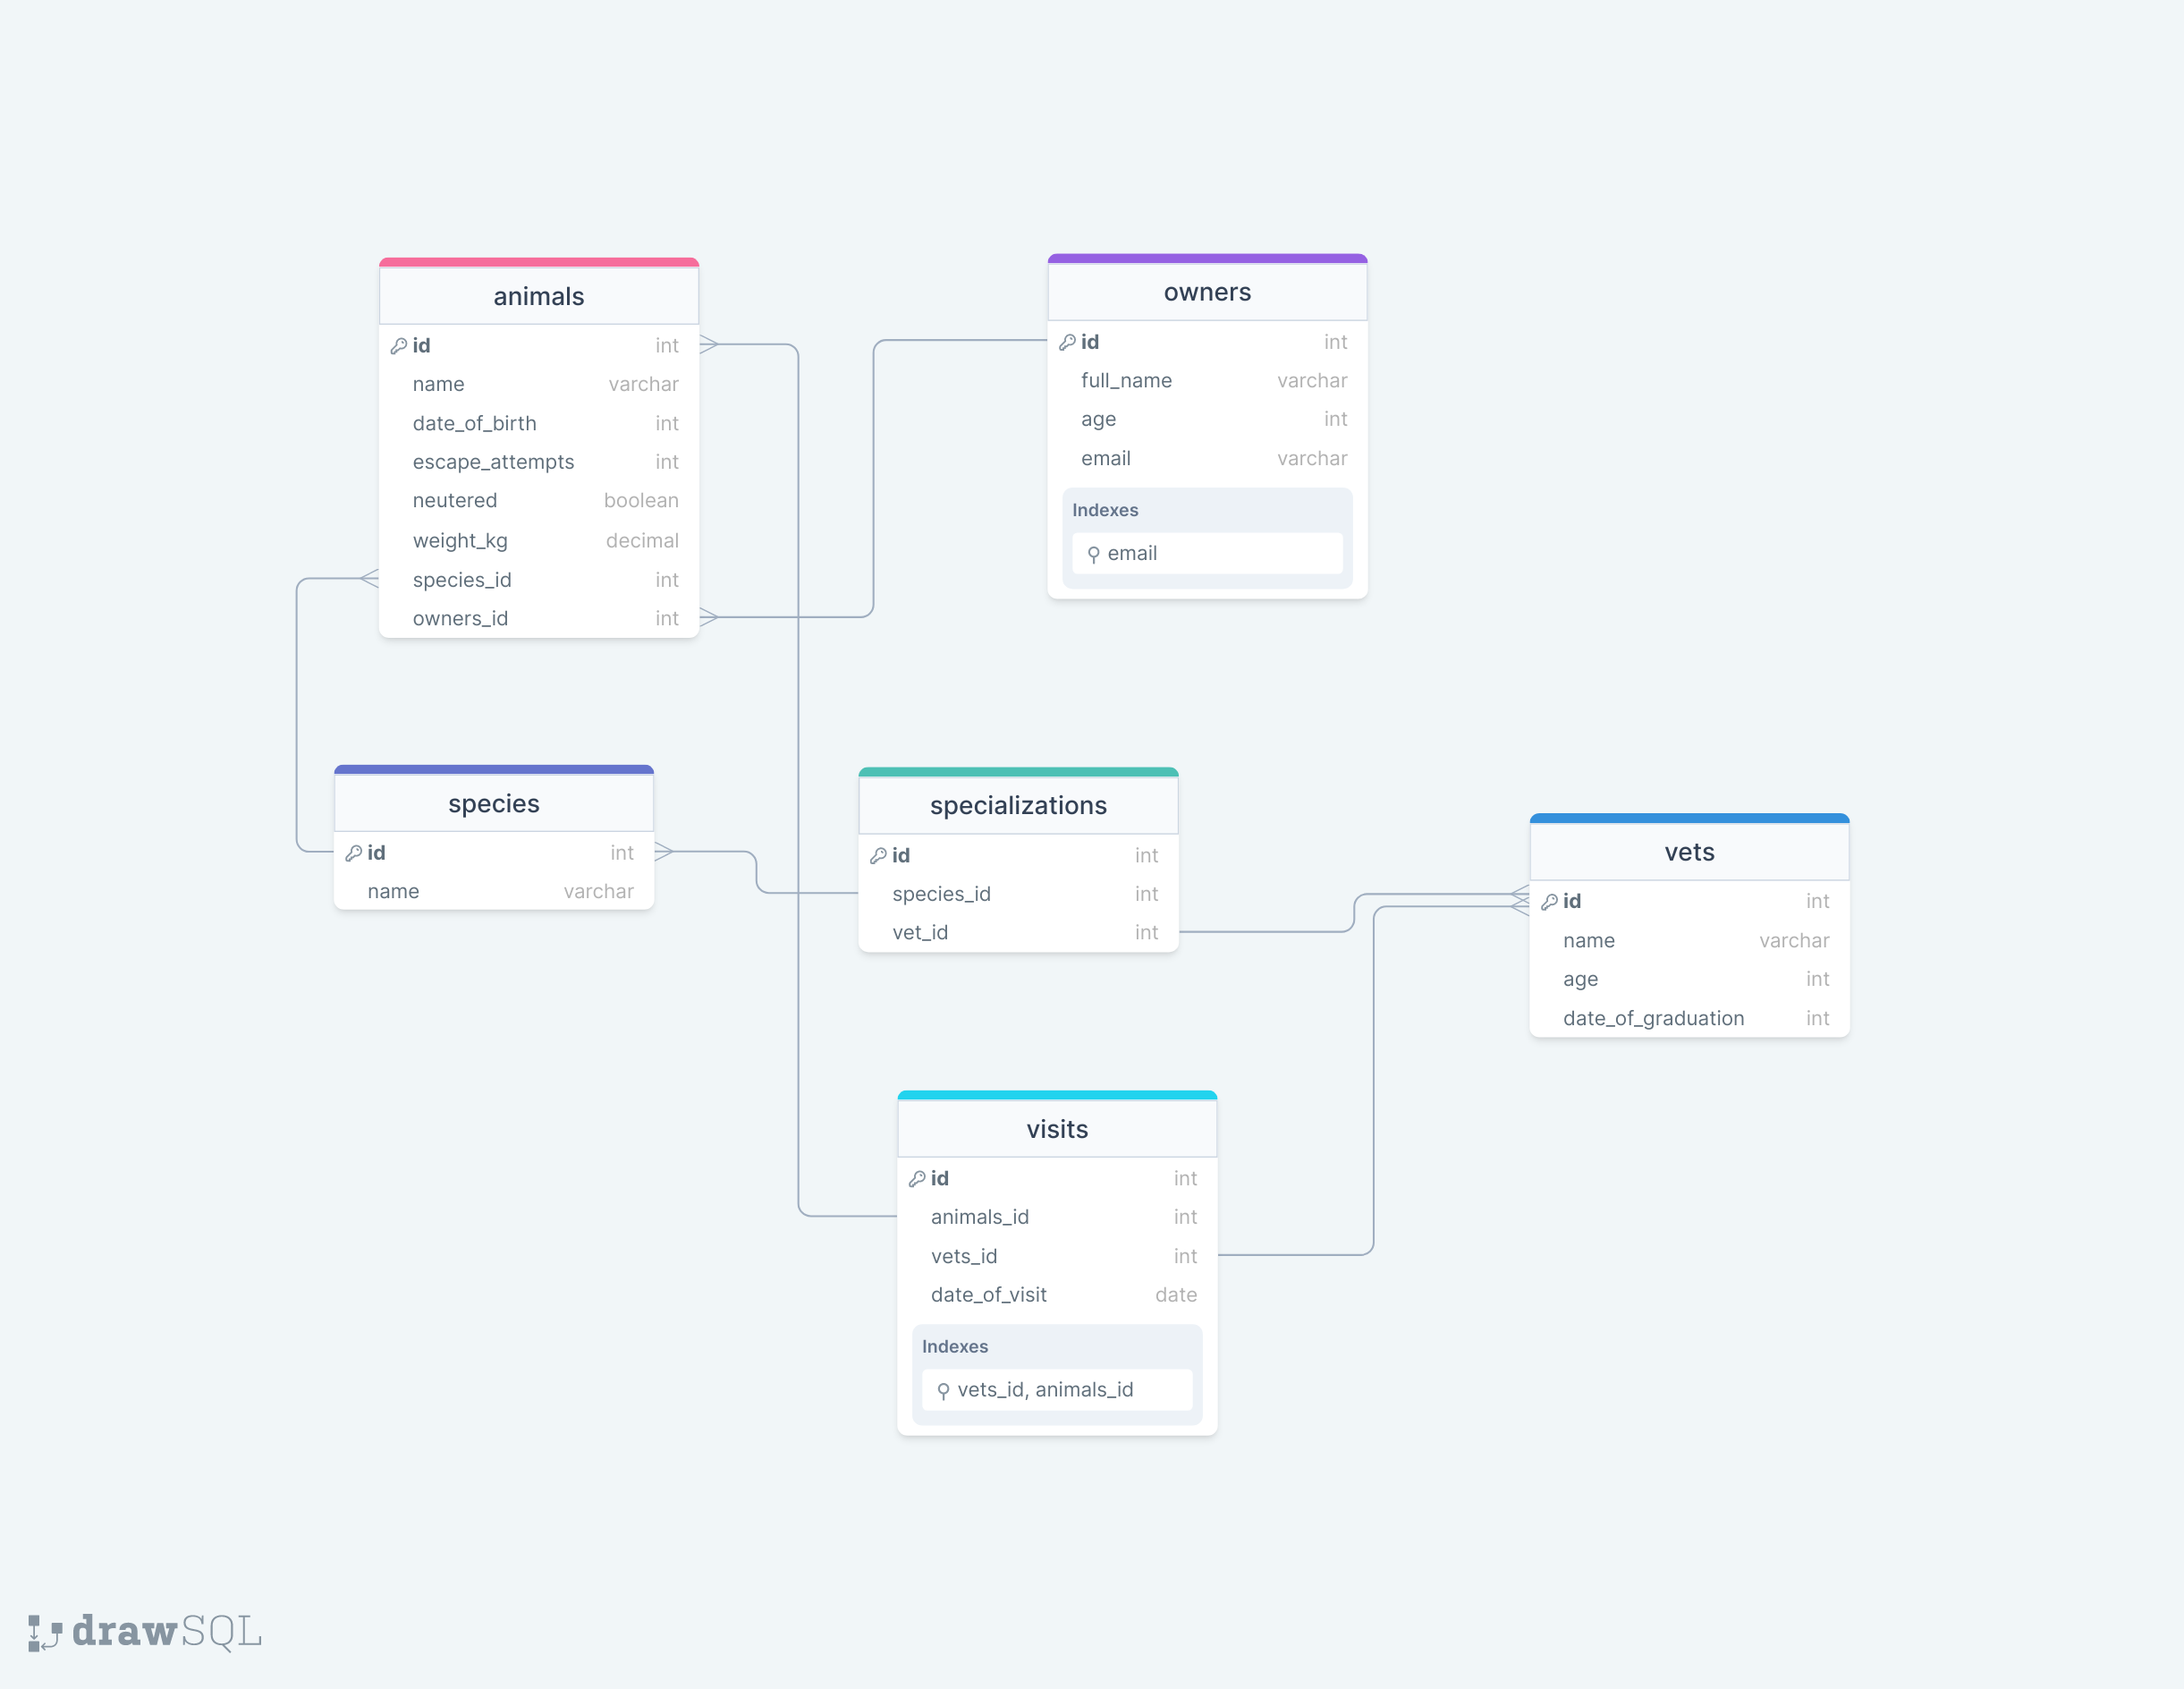 animals
id int
name varchar
date_of_birth int
escape_attempts int
neutered boolean
weight_kg decimal
species_id int
owners_id int
owners
id int
full_name varchar
age int
email varchar
Indexes
email
species
id int
name varchar
specializations
id int
species_id int
vet_id int
vets
id int
name varchar
age int
date_of_graduation int
visits
id int
animals_id int
vets_id int
date_of_visit date
Indexes
vets_id, animals_id
drawSQL